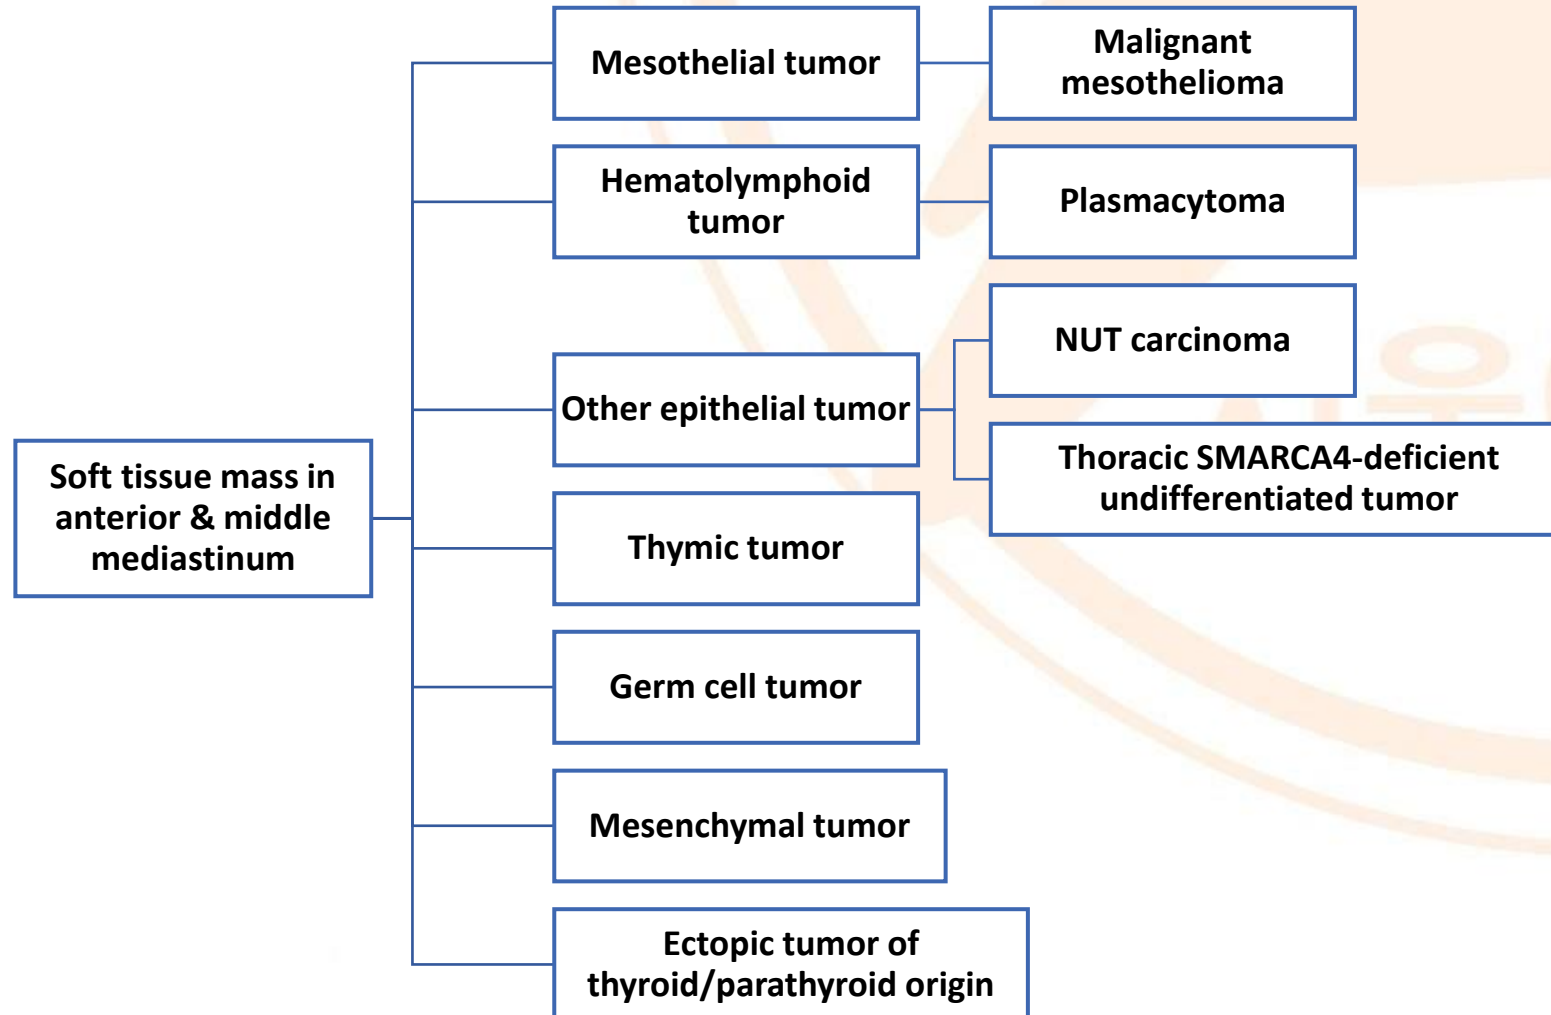 Mesothelial tumor
Malignant
mesothelioma
Hematolymphoid
tumor
Plasmacytoma
NUT carcinoma
Other epithelial tumor
Thoracic SMARCA4-deficient
undifferentiated tumor
Soft tissue mass in
anterior & middle
mediastinum
Thymic tumor
Germ cell tumor
Mesenchymal tumor
Ectopic tumor of
thyroid/parathyroid origin